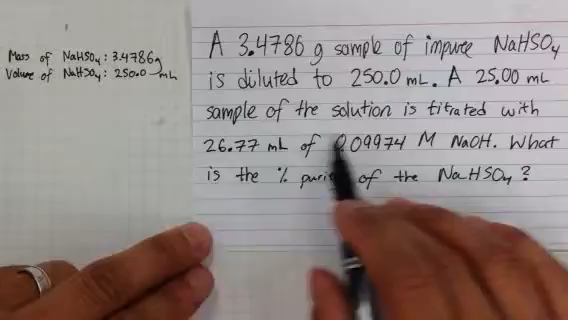 Mass of NaHSO4: 3.4786g
Volume of NaHSO4: 250.0 mL
A 3.4786 g sample of impure NaHSO4
is diluted to 250.0 mL. A 25.00 mL
sample of the solution is titrated with
26.77 mL of 0.09974 M NaOH. What
is the % of the NaHSO4?